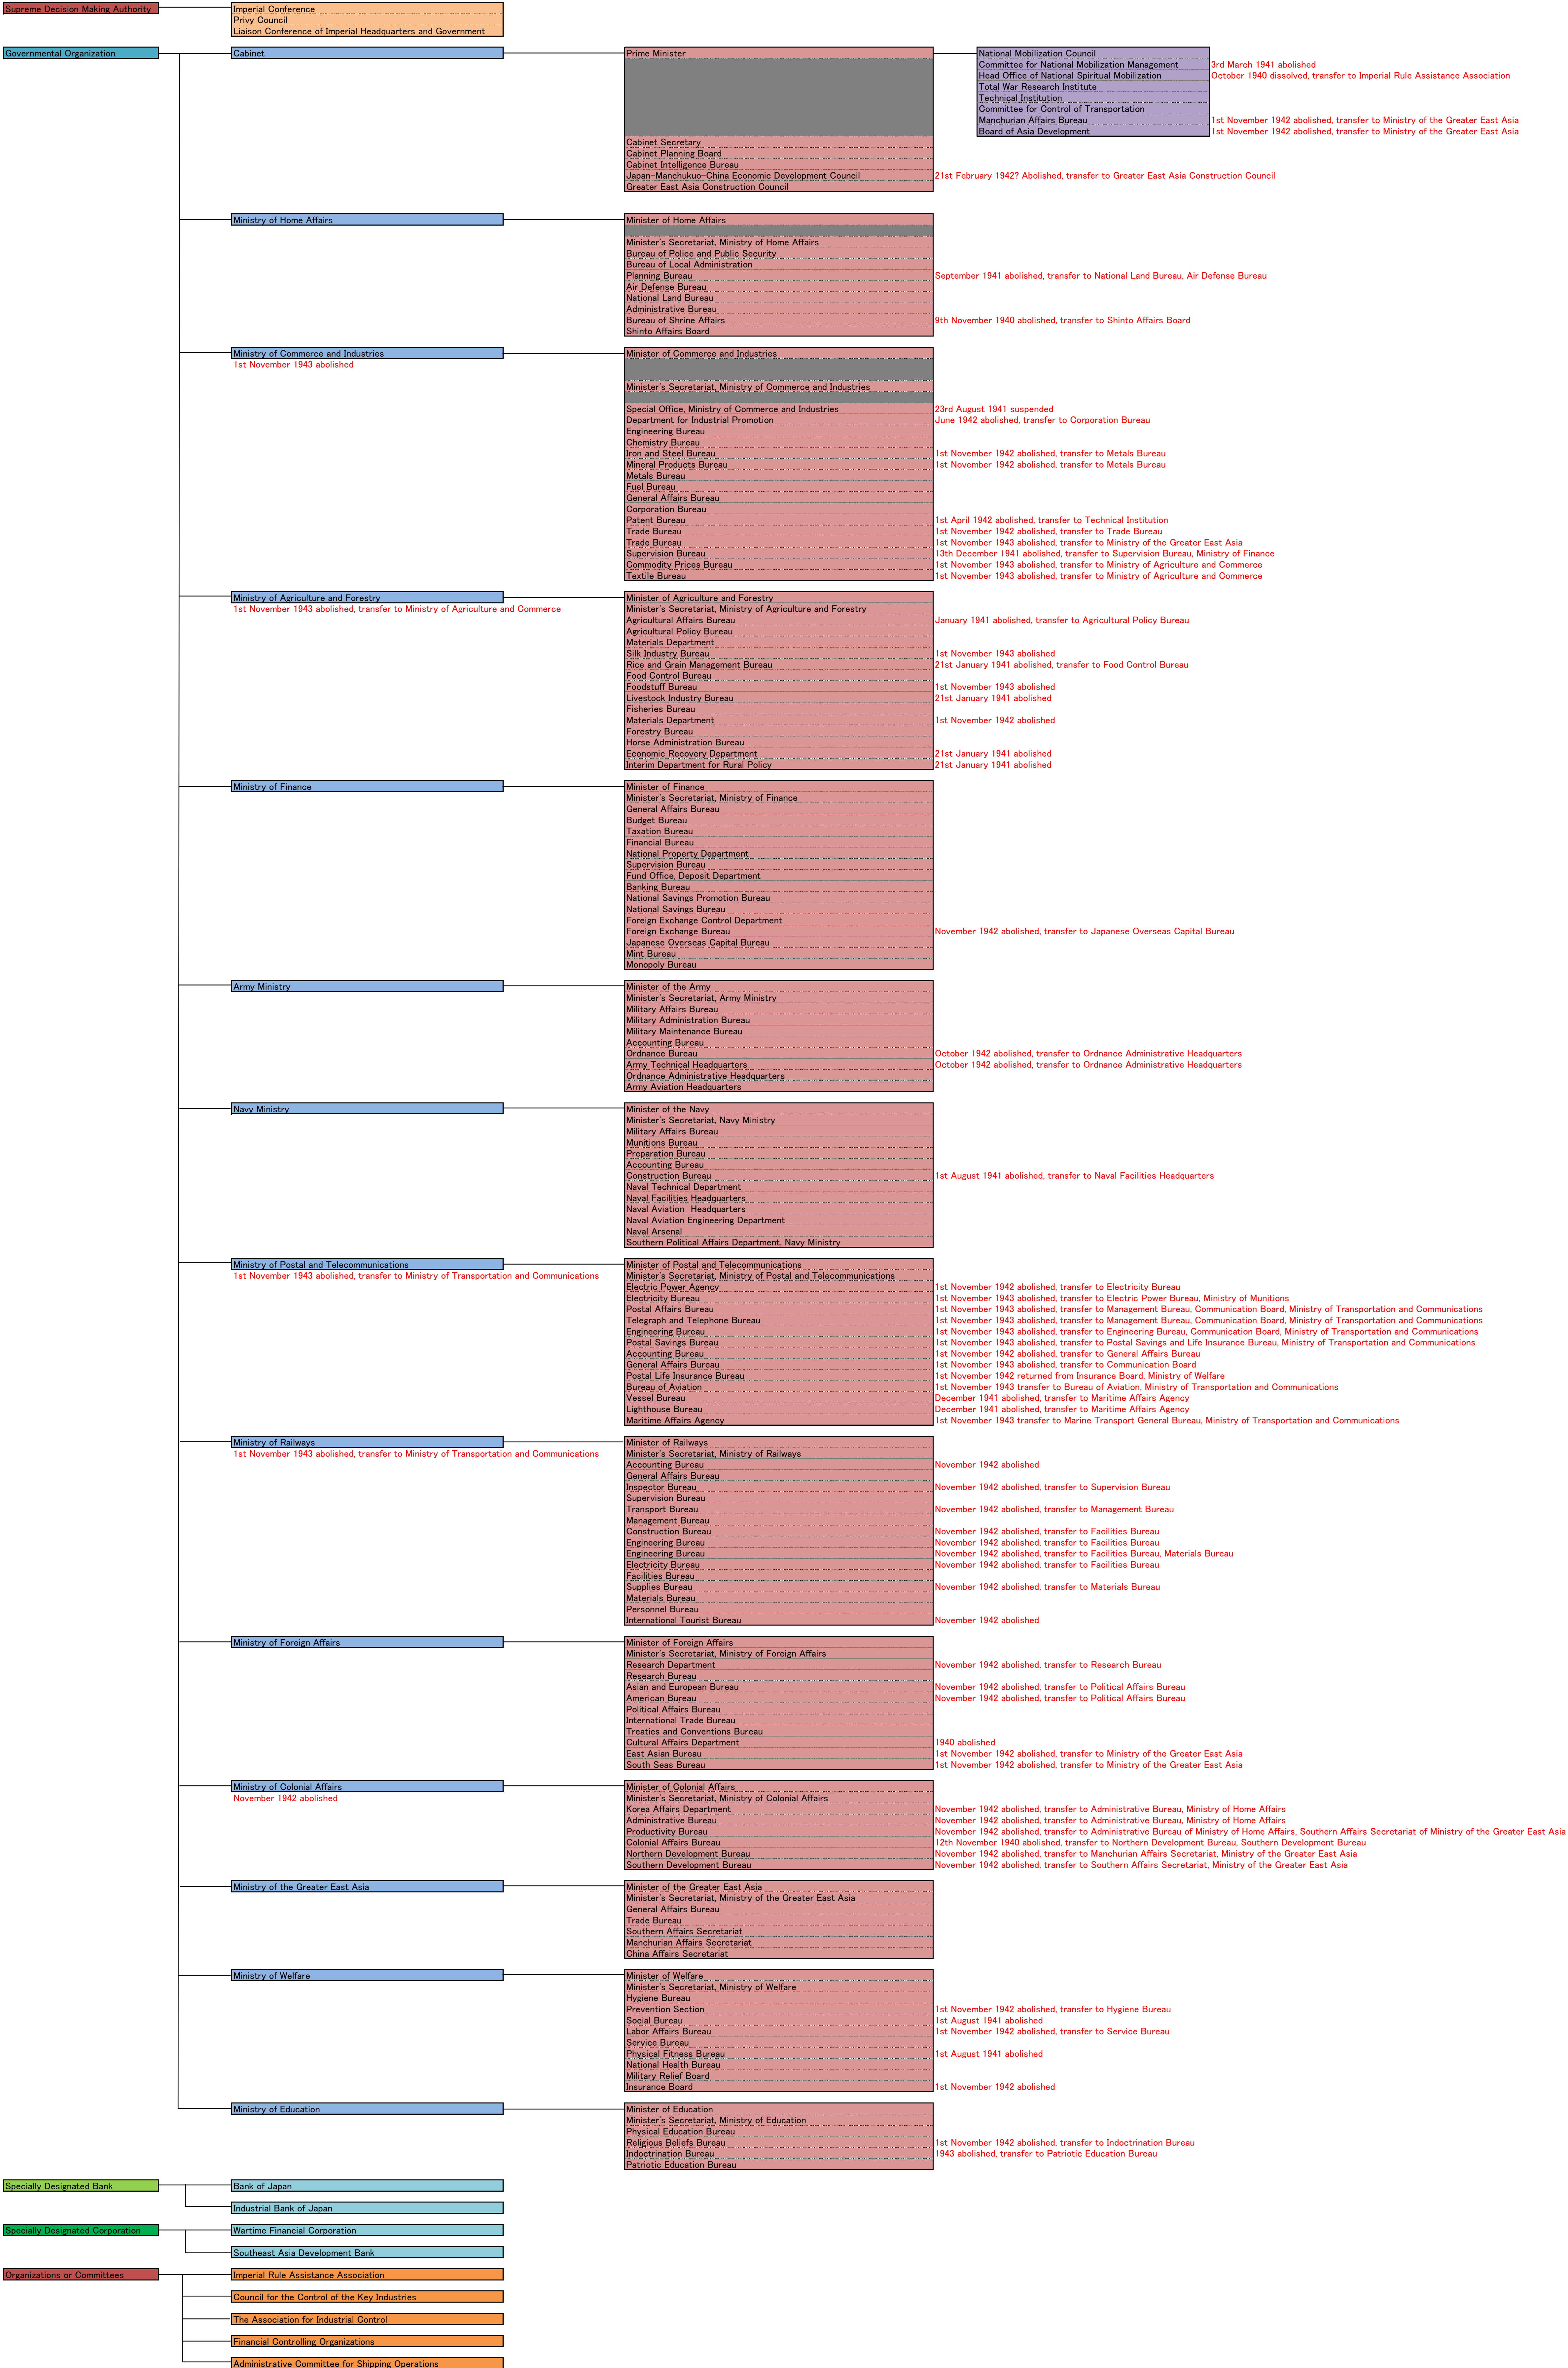 Supreme Decision Making Authority
Imperial Conference
Privy Council
Liaison Conference of Imperial Headquarters and Government
Governmental Organization
Cabinet
Prime Minister
National Mobilization Council
Committee for National Mobilization Management 3rd March 1941 abolished
Head Office of National Spiritual Mobilization October 1940 dissolved, transfer to Imperial Rule Assistance Association
Total War Research Institute
Technical Institution
Committee for Control of Transportation
Manchurian Affairs Bureau 1st November 1942 abolished, transfer to Ministry of the Greater East Asia
Board of Asia Development 1st November 1942 abolished, transfer to Ministry of the Greater East Asia
Cabinet Secretary
Cabinet Planning Board
Cabinet Intelligence Bureau
Japan-Manchukuo-China Economic Development Council 21st February 1942? Abolished, transfer to Greater East Asia Construction Council
Greater East Asia Construction Council
Ministry of Home Affairs
Minister of Home Affairs
Minister's Secretariat, Ministry of Home Affairs
Bureau of Police and Public Security
Bureau of Local Administration
Planning Bureau September 1941 abolished, transfer to National Land Bureau, Air Defense Bureau
Air Defense Bureau
National Land Bureau
Administrative Bureau
Bureau of Shrine Affairs 9th November 1940 abolished, transfer to Shinto Affairs Board
Shinto Affairs Board
Ministry of Commerce and Industries
1st November 1943 abolished
Minister of Commerce and Industries
Minister's Secretariat, Ministry of Commerce and Industries
Special Office, Ministry of Commerce and Industries 23rd August 1941 suspended
Department for Industrial Promotion June 1942 abolished, transfer to Corporation Bureau
Engineering Bureau
Chemistry Bureau
Iron and Steel Bureau 1st November 1942 abolished, transfer to Metals Bureau
Mineral Products Bureau 1st November 1942 abolished, transfer to Metals Bureau
Metals Bureau
Fuel Bureau
General Affairs Bureau
Corporation Bureau
Patent Bureau 1st April 1942 abolished, transfer to Technical Institution
Trade Bureau 1st November 1942 abolished, transfer to Trade Bureau
Trade Bureau 1st November 1943 abolished, transfer to Ministry of the Greater East Asia
Supervision Bureau 13th December 1941 abolished, transfer to Supervision Bureau, Ministry of Finance
Commodity Prices Bureau 1st November 1943 abolished, transfer to Ministry of Agriculture and Commerce
Textile Bureau 1st November 1943 abolished, transfer to Ministry of Agriculture and Commerce
Ministry of Agriculture and Forestry
1st November 1943 abolished, transfer to Ministry of Agriculture and Commerce
Minister of Agriculture and Forestry
Minister's Secretariat, Ministry of Agriculture and Forestry
Agricultural Affairs Bureau January 1941 abolished, transfer to Agricultural Policy Bureau
Agricultural Policy Bureau
Materials Department
Silk Industry Bureau 1st November 1943 abolished
Rice and Grain Management Bureau 21st January 1941 abolished, transfer to Food Control Bureau
Food Control Bureau
Foodstuff Bureau 1st November 1943 abolished
Livestock Industry Bureau 21st January 1941 abolished
Fisheries Bureau
Materials Department 1st November 1942 abolished
Forestry Bureau
Horse Administration Bureau
Economic Recovery Department 21st January 1941 abolished
Interim Department for Rural Policy 21st January 1941 abolished
Ministry of Finance
Minister of Finance
Minister's Secretariat, Ministry of Finance
General Affairs Bureau
Budget Bureau
Taxation Bureau
Financial Bureau
National Property Department
Supervision Bureau
Fund Office, Deposit Department
Banking Bureau
National Savings Promotion Bureau
National Savings Bureau
Foreign Exchange Control Department
Foreign Exchange Bureau November 1942 abolished, transfer to Japanese Overseas Capital Bureau
Japanese Overseas Capital Bureau
Mint Bureau
Monopoly Bureau
Army Ministry
Minister of the Army
Minister's Secretariat, Army Ministry
Military Affairs Bureau
Military Administration Bureau
Military Maintenance Bureau
Accounting Bureau
Ordnance Bureau October 1942 abolished, transfer to Ordnance Administrative Headquarters
Army Technical Headquarters October 1942 abolished, transfer to Ordnance Administrative Headquarters
Ordnance Administrative Headquarters
Army Aviation Headquarters
Navy Ministry
Minister of the Navy
Minister's Secretariat, Navy Ministry
Military Affairs Bureau
Munitions Bureau
Preparation Bureau
Accounting Bureau
Construction Bureau 1st August 1941 abolished, transfer to Naval Facilities Headquarters
Naval Technical Department
Naval Facilities Headquarters
Naval Aviation Headquarters
Naval Aviation Engineering Department
Naval Arsenal
Southern Political Affairs Department, Navy Ministry
Ministry of Postal and Telecommunications
1st November 1943 abolished, transfer to Ministry of Transportation and Communications
Minister of Postal and Telecommunications
Minister's Secretariat, Ministry of Postal and Telecommunications
Electric Power Agency 1st November 1942 abolished, transfer to Electricity Bureau
Electricity Bureau 1st November 1943 abolished, transfer to Electric Power Bureau, Ministry of Munitions
Postal Affairs Bureau 1st November 1943 abolished, transfer to Management Bureau, Communication Board, Ministry of Transportation and Communications
Telegraph and Telephone Bureau 1st November 1943 abolished, transfer to Management Bureau, Communication Board, Ministry of Transportation and Communications
Engineering Bureau 1st November 1943 abolished, transfer to Engineering Bureau, Communication Board, Ministry of Transportation and Communications
Postal Savings Bureau 1st November 1943 abolished, transfer to Postal Savings and Life Insurance Bureau, Ministry of Transportation and Communications
Accounting Bureau 1st November 1942 abolished, transfer to General Affairs Bureau
General Affairs Bureau 1st November 1943 abolished, transfer to Communication Board
Postal Life Insurance Bureau 1st November 1942 returned from Insurance Board, Ministry of Welfare
Bureau of Aviation 1st November 1943 transfer to Bureau of Aviation, Ministry of Transportation and Communications
Vessel Bureau December 1941 abolished, transfer to Maritime Affairs Agency
Lighthouse Bureau December 1941 abolished, transfer to Maritime Affairs Agency
Maritime Affairs Agency 1st November 1943 transfer to Marine Transport General Bureau, Ministry of Transportation and Communications
Ministry of Railways
1st November 1943 abolished, transfer to Ministry of Transportation and Communications
Minister of Railways
Minister's Secretariat, Ministry of Railways
Accounting Bureau November 1942 abolished
General Affairs Bureau
Inspector Bureau November 1942 abolished, transfer to Supervision Bureau
Supervision Bureau
Transport Bureau November 1942 abolished, transfer to Management Bureau
Management Bureau
Construction Bureau November 1942 abolished, transfer to Facilities Bureau
Engineering Bureau November 1942 abolished, transfer to Facilities Bureau
Engineering Bureau November 1942 abolished, transfer to Facilities Bureau, Materials Bureau
Electricity Bureau November 1942 abolished, transfer to Facilities Bureau
Facilities Bureau
Supplies Bureau November 1942 abolished, transfer to Materials Bureau
Materials Bureau
Personnel Bureau
International Tourist Bureau November 1942 abolished
Ministry of Foreign Affairs
Minister of Foreign Affairs
Minister's Secretariat, Ministry of Foreign Affairs
Research Department November 1942 abolished, transfer to Research Bureau
Research Bureau
Asian and European Bureau November 1942 abolished, transfer to Political Affairs Bureau
American Bureau November 1942 abolished, transfer to Political Affairs Bureau
Political Affairs Bureau
International Trade Bureau
Treaties and Conventions Bureau
Cultural Affairs Department 1940 abolished
East Asian Bureau 1st November 1942 abolished, transfer to Ministry of the Greater East Asia
South Seas Bureau 1st November 1942 abolished, transfer to Ministry of the Greater East Asia
Ministry of Colonial Affairs
November 1942 abolished
Minister of Colonial Affairs
Minister's Secretariat, Ministry of Colonial Affairs
Korea Affairs Department November 1942 abolished, transfer to Administrative Bureau, Ministry of Home Affairs
Administrative Bureau November 1942 abolished, transfer to Administrative Bureau, Ministry of Home Affairs
Productivity Bureau November 1942 abolished, transfer to Administrative Bureau of Ministry of Home Affairs, Southern Affairs Secretariat of Ministry of the Greater East Asia
Colonial Affairs Bureau 12th November 1940 abolished, transfer to Northern Development Bureau, Southern Development Bureau
Northern Development Bureau November 1942 abolished, transfer to Manchurian Affairs Secretariat, Ministry of the Greater East Asia
Southern Development Bureau November 1942 abolished, transfer to Southern Affairs Secretariat, Ministry of the Greater East Asia
Ministry of the Greater East Asia
Minister of the Greater East Asia
Minister's Secretariat, Ministry of the Greater East Asia
General Affairs Bureau
Trade Bureau
Southern Affairs Secretariat
Manchurian Affairs Secretariat
China Affairs Secretariat
Ministry of Welfare
Minister of Welfare
Minister's Secretariat, Ministry of Welfare
Hygiene Bureau
Prevention Section 1st November 1942 abolished, transfer to Hygiene Bureau
Social Bureau 1st August 1941 abolished
Labor Affairs Bureau 1st November 1942 abolished, transfer to Service Bureau
Service Bureau
Physical Fitness Bureau 1st August 1941 abolished
National Health Bureau
Military Relief Board
Insurance Board 1st November 1942 abolished
Ministry of Education
Minister of Education
Minister's Secretariat, Ministry of Education
Physical Education Bureau
Religious Beliefs Bureau 1st November 1942 abolished, transfer to Indoctrination Bureau
Indoctrination Bureau 1943 abolished, transfer to Patriotic Education Bureau
Patriotic Education Bureau
Specially Designated Bank
Bank of Japan
Industrial Bank of Japan
Specially Designated Corporation
Wartime Financial Corporation
Southeast Asia Development Bank
Organizations or Committees
Imperial Rule Assistance Association
Council for the Control of the Key Industries
The Association for Industrial Control
Financial Controlling Organizations
Administrative Committee for Shipping Operations